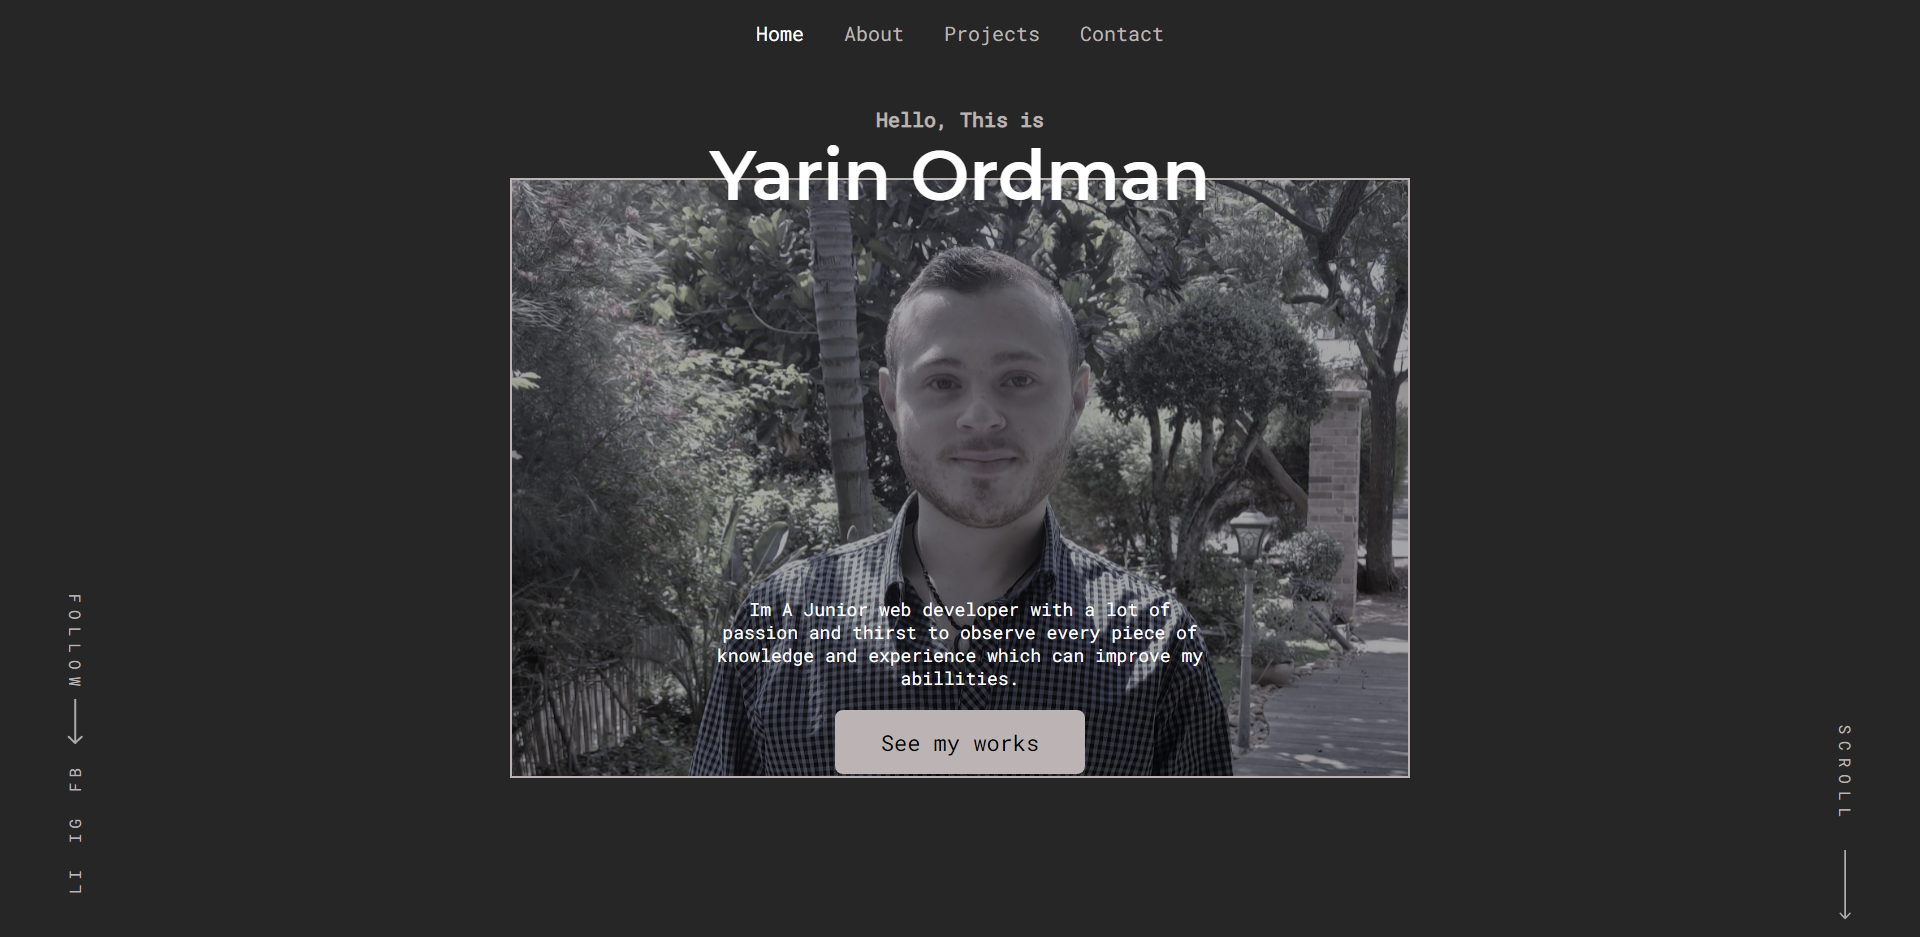 Home About Projects Contact
Hello, This is
Yarin Ordman
Im A Junior web developer with a lot of
passion and thirst to observe every piece of
knowledge and experience which can improve my
abillities.
See my works
FOLLOW
FB
IG
LI
SCROLL